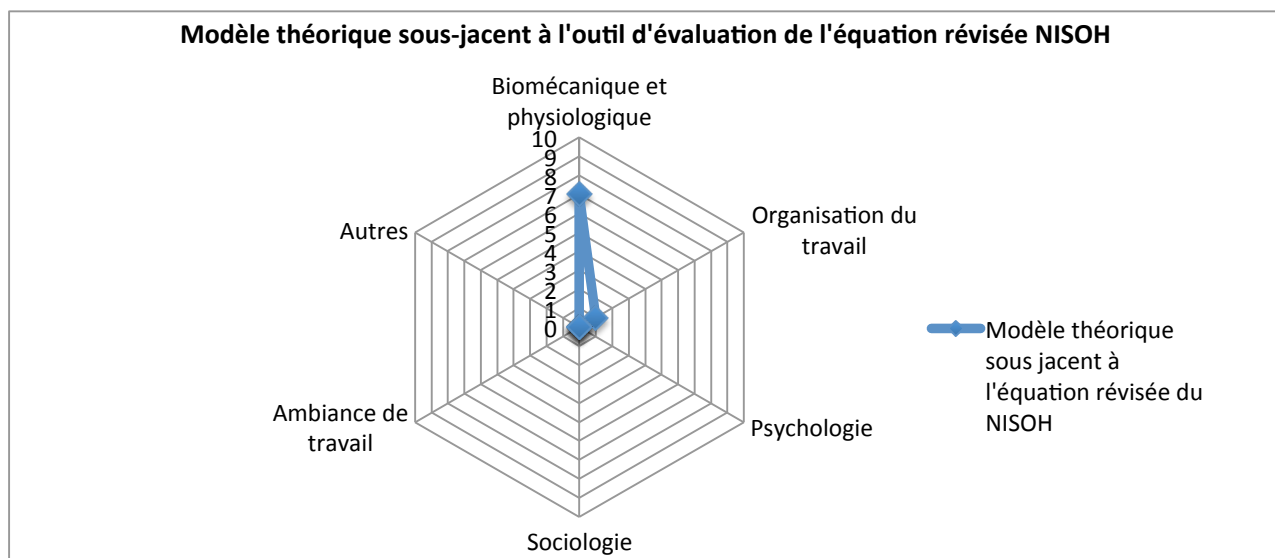 Modèle théorique sous-jacent à l'outil d'évaluation de l'équation révisée NISOH
Biomécanique et
physiologique
10
9
8
7
6
5
4
3
2
1
0
Organisation du
travail
Autres
Modèle théorique
sous jacent à
l'équation révisée du
NISOH
Ambiance de
travail
Psychologie
Sociologie